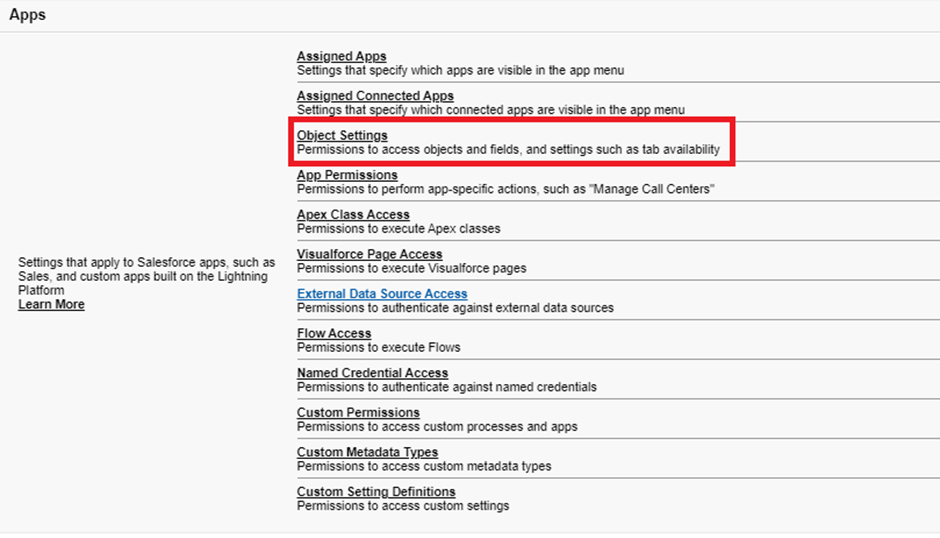 Apps
Assigned Apps
Settings that specify which apps are visible in the app menu
Assigned Connected Apps
Settings that specify which connected apps are visible in the app menu
Object Settings
Permissions to access objects and fields, and settings such as tab availability
App Permissions
Permissions to perform app-specific actions, such as "Manage Call Centers"
Apex Class Access
Permissions to execute Apex classes
Visualforce Page Access
Permissions to execute Visualforce pages
Settings that apply to Salesforce apps, such as
Sales, and custom apps built on the Lightning
Platform
Learn More
External Data Source Access
Permissions to authenticate against external data sources
Flow Access
Permissions to execute Flows
Named Credential Access
Permissions to authenticate against named credentials
Custom Permissions
Permissions to access custom processes and apps
Custom Metadata Types
Permissions to access custom metadata types
Custom Setting Definitions
Permissions to access custom settings